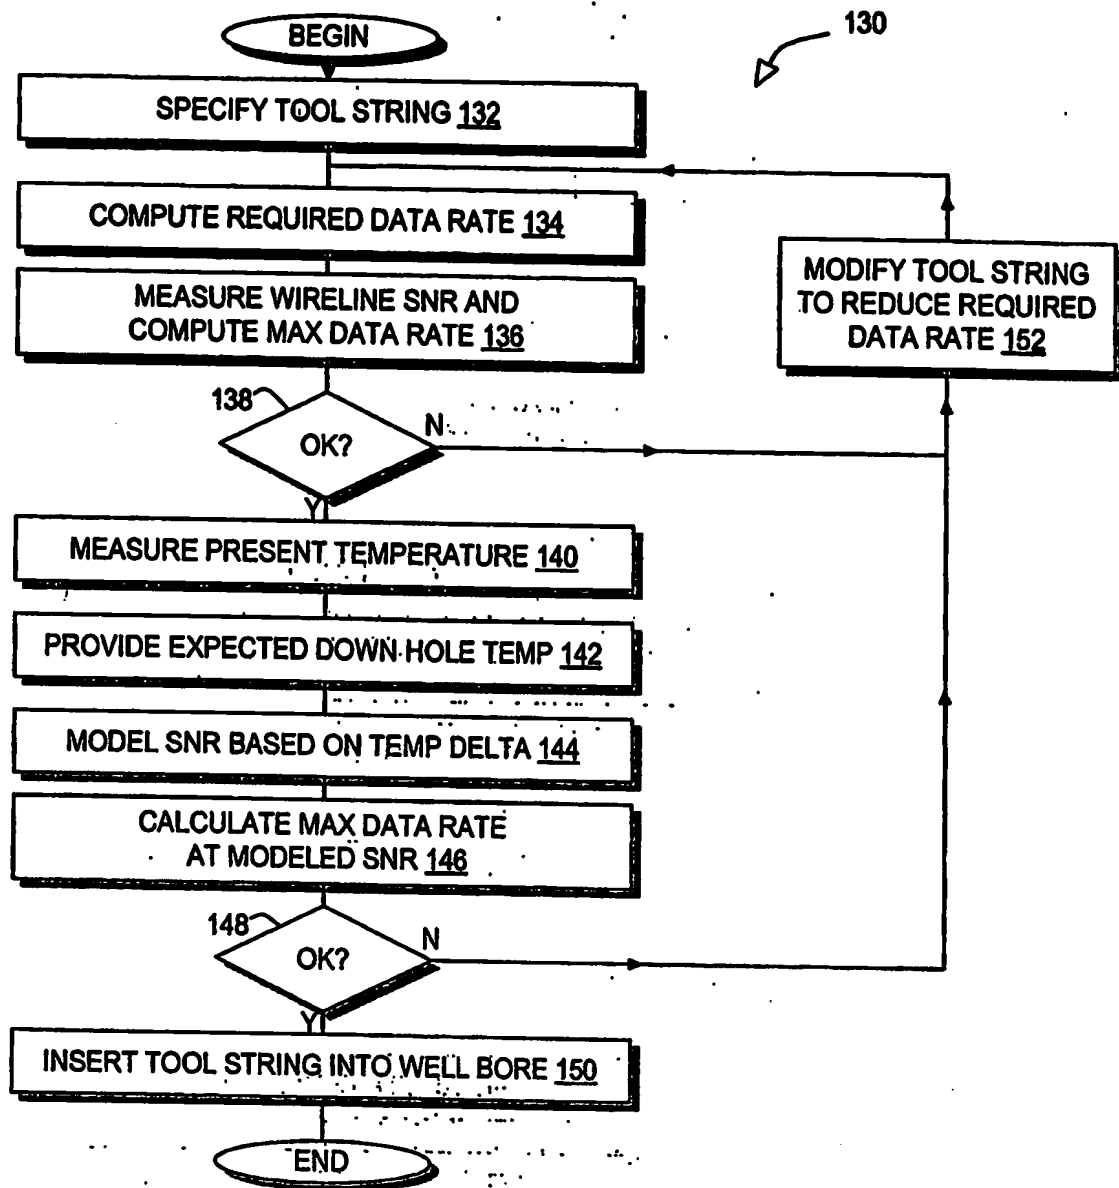 BEGIN
130
SPECIFY TOOL STRING 132
COMPUTE REQUIRED DATA RATE 134
MEASURE WIRELINE SNR AND
COMPUTE MAX DATA RATE 136
MODIFY TOOL STRING
TO REDUCE REQUIRED
DATA RATE 152
138
OK?
N
Y
MEASURE PRESENT TEMPERATURE 140
PROVIDE EXPECTED DOWN-HOLE TEMP 142
MODEL SNR BASED ON TEMP DELTA 144
CALCULATE MAX DATA RATE
AT MODELED SNR 146
148
OK?
N
Y
INSERT TOOL STRING INTO WELL BORE 150
END